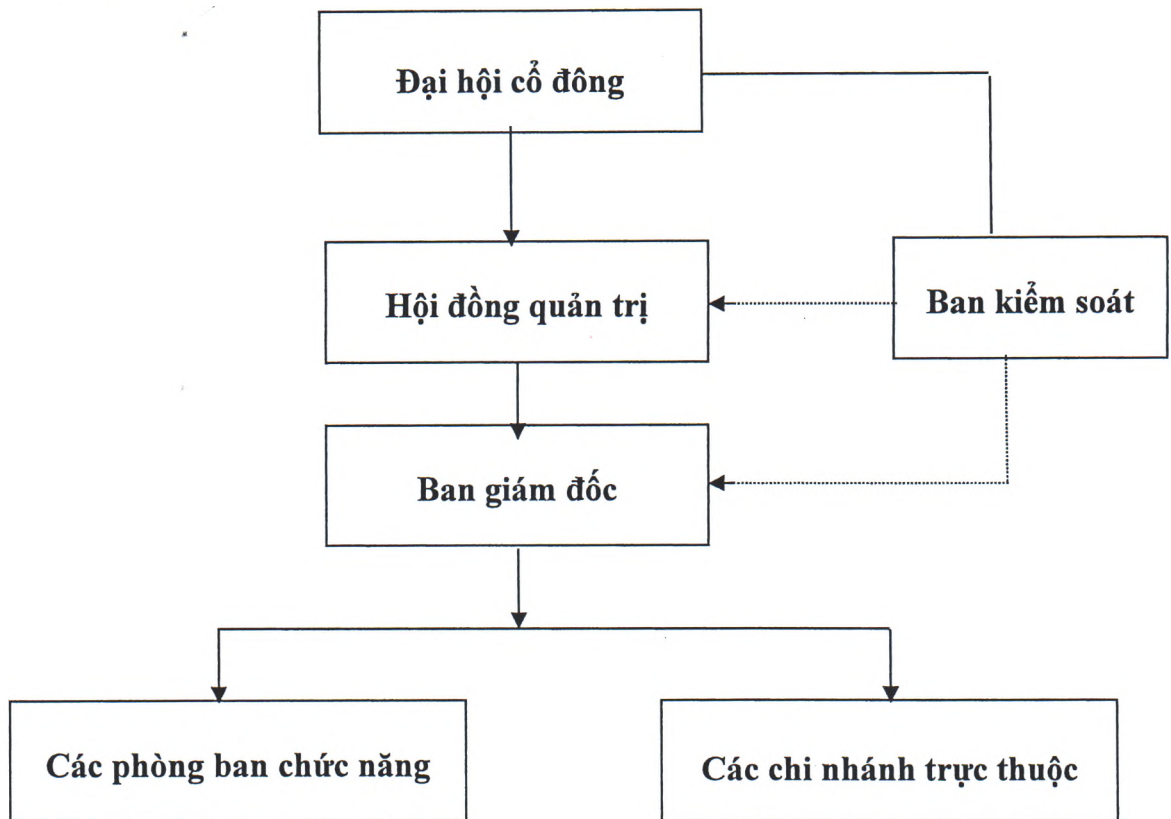 Đại hội cổ đông
Hội đồng quản trị
Ban kiểm soát
Ban giám đốc
Các phòng ban chức năng
Các chi nhánh trực thuộc